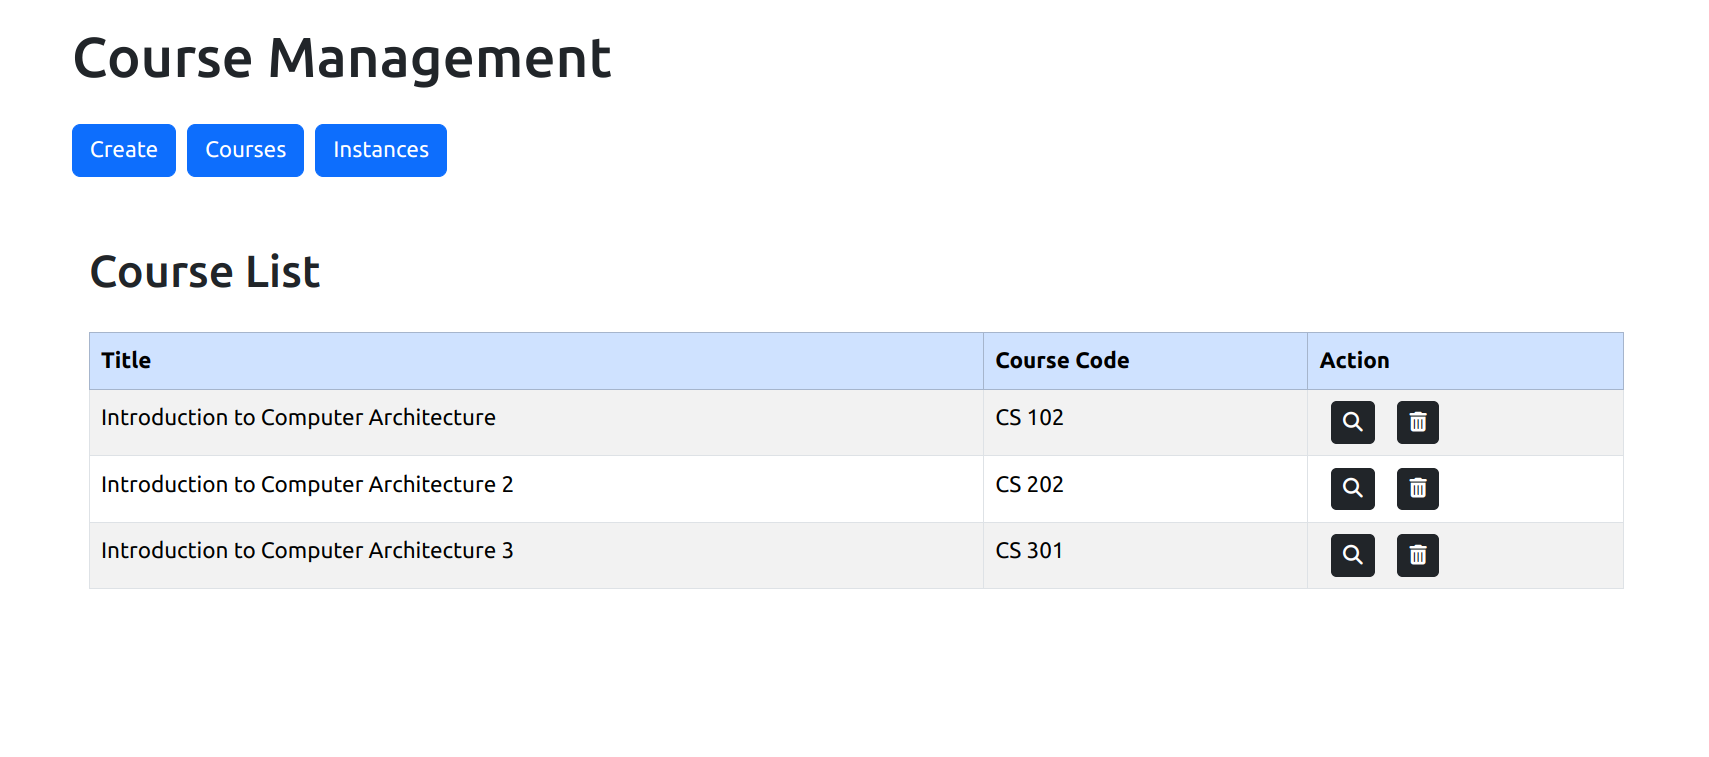 Course Management
Create Courses Instances
Course List
Title Course Code Action
Introduction to Computer Architecture CS 102
Introduction to Computer Architecture 2 CS 202
Introduction to Computer Architecture 3 CS 301